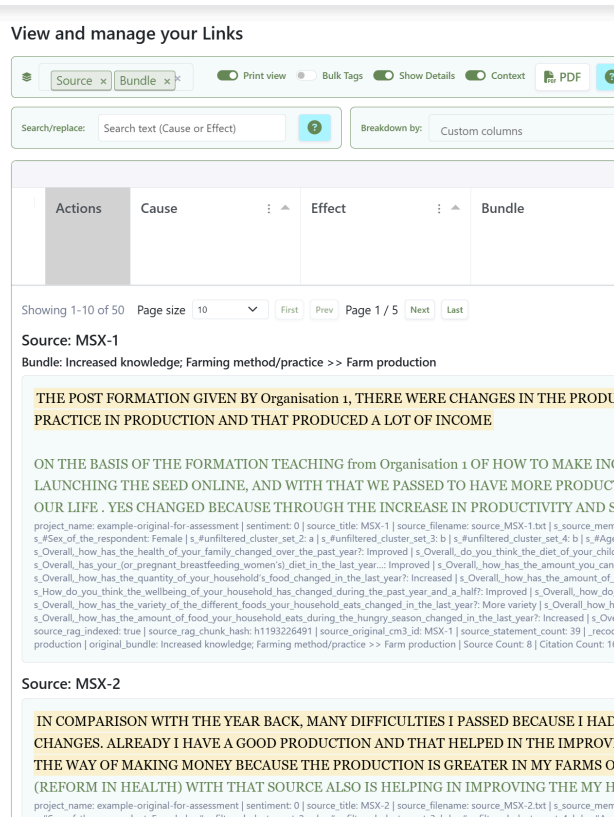 View and manage your Links
Source × Bundle × ×
Print view Bulk Tags Show Details Context PDF ?
Search/replace: Search text (Cause or Effect) ? Breakdown by: Custom columns
Actions Cause Effect Bundle
Showing 1-10 of 50 Page size 10 First Prev Page 1 / 5 Next Last
Source: MSX-1
Bundle: Increased knowledge; Farming method/practice >> Farm production
THE POST FORMATION GIVEN BY Organisation 1, THERE WERE CHANGES IN THE PRODU
PRACTICE IN PRODUCTION AND THAT PRODUCED A LOT OF INCOME
ON THE BASIS OF THE FORMATION TEACHING from Organisation 1 OF HOW TO MAKE INC
LAUNCHING THE SEED ONLINE, AND WITH THAT WE PASSED TO HAVE MORE PRODUCT
OUR LIFE . YES CHANGED BECAUSE THROUGH THE INCREASE IN PRODUCTIVITY AND S
project_name: example-original-for-assessment | sentiment: 0 | source_title: MSX-1 | source_filename: source_MSX-1.txt | s_source_mem
s_#Sex_of_the_respondent: Female | s_#unfiltered_cluster_set_2: a | s_#unfiltered_cluster_set_3: b | s_#unfiltered_cluster_set_4: b | s_#Age
s_Overall,_how_has_the_health_of_your_family_changed_over_the_past_year?: Improved | s_Overall,_do_you_think_the_diet_of_your_child
s_Overall,_has_your_(or_pregnant_breastfeeding_women's)_diet_in_the_last_year...: Improved | s_Overall,_how_has_the_amount_you_can
s_Overall,_how_has_the_quantity_of_your_household's_food_changed_in_the_last_year?: Increased | s_Overall,_how_has_the_amount_of_
s_How_do_you_think_the_wellbeing_of_your_household_has_changed_during_the_past_year_and_a_half?: Improved | s_Overall,_how_do
s_Overall,_how_has_the_variety_of_the_different_foods_your_household_eats_changed_in_the_last_year?: More variety | s_Overall_how_h
s_Overall,_how_has_the_amount_of_food_your_household_eats_during_the_hungry_season_changed_in_the_last_year?: Increased | s_Ove
source_rag_indexed: true | source_rag_chunk_hash: h1193226491 | source_original_cm3_id: MSX-1 | source_statement_count: 39 | _recod
production | original_bundle: Increased knowledge; Farming method/practice >> Farm production | Source Count: 8 | Citation Count: 16
Source: MSX-2
IN COMPARISON WITH THE YEAR BACK, MANY DIFFICULTIES I PASSED BECAUSE I HAD
CHANGES. ALREADY I HAVE A GOOD PRODUCTION AND THAT HELPED IN THE IMPROV
THE WAY OF MAKING MONEY BECAUSE THE PRODUCTION IS GREATER IN MY FARMS O
(REFORM IN HEALTH) WITH THAT SOURCE ALSO IS HELPING IN IMPROVING THE MY H
project_name: example-original-for-assessment | sentiment: 0 | source_title: MSX-2 | source_filename: source_MSX-2.txt | s_source_mem